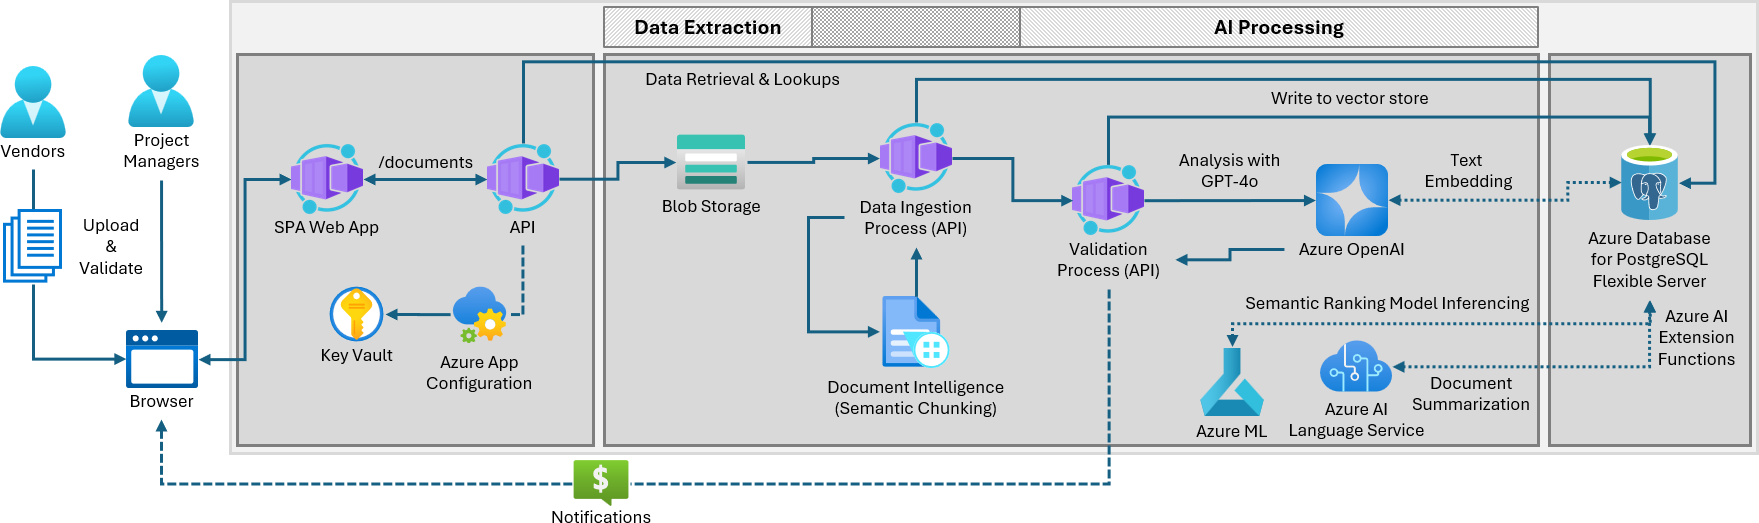 Data Extraction
AI Processing
Data Retrieval & Lookups
Write to vector store
Vendors
Project
Managers
Upload
&
Validate
Browser
/documents
SPA Web App
API
Key Vault
Azure App
Configuration
Blob Storage
Data Ingestion
Process (API)
Document Intelligence
(Semantic Chunking)
Validation
Process (API)
Analysis with
GPT-4o
Azure OpenAI
Text
Embedding
Semantic Ranking Model Inferencing
Azure ML
Azure AI
Language Service
Document
Summarization
Azure Database
for PostgreSQL
Flexible Server
Azure AI
Extension
Functions
$
Notifications